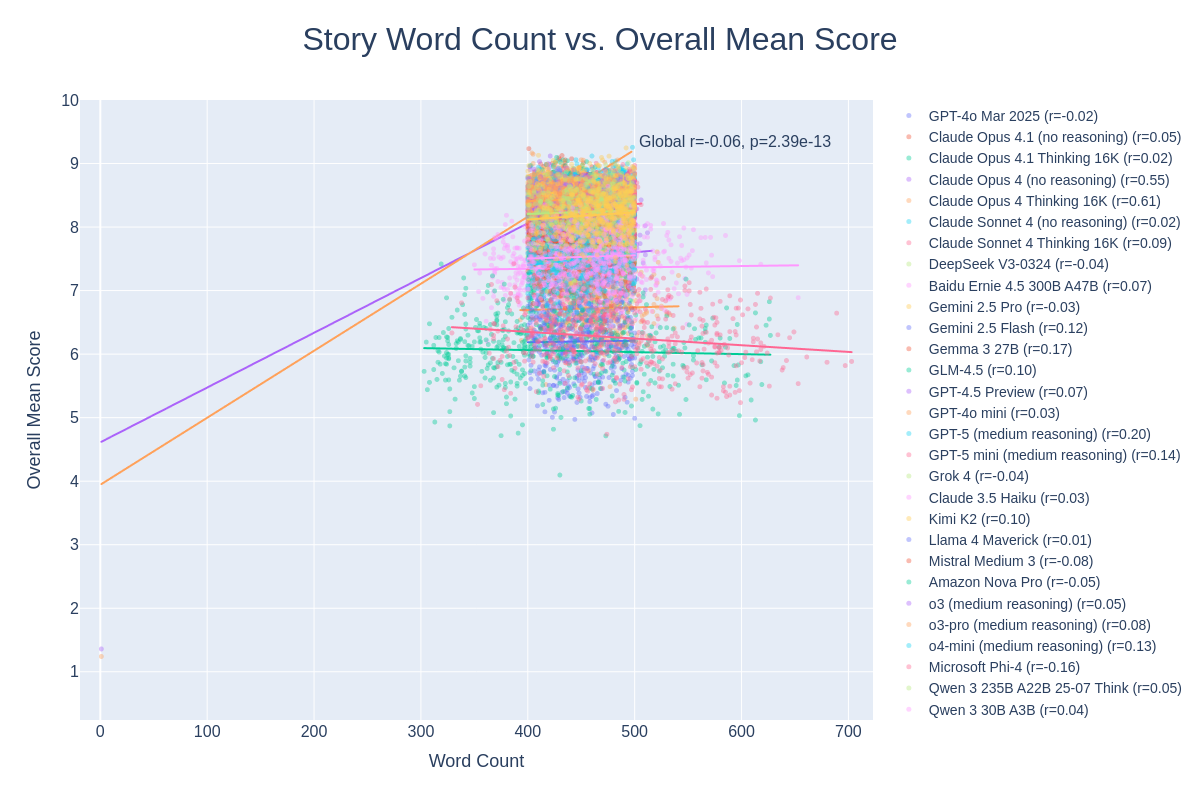 Story Word Count vs. Overall Mean Score
Overall Mean Score
10
9
8
7
6
5
4
3
2
1
Global r=-0.06, p=2.39e-13
0 100 200 300 400 500 600 700
Word Count
GPT-4o Mar 2025 (r=-0.02)
Claude Opus 4.1 (no reasoning) (r=0.05)
Claude Opus 4.1 Thinking 16K (r=0.02)
Claude Opus 4 (no reasoning) (r=0.55)
Claude Opus 4 Thinking 16K (r=0.61)
Claude Sonnet 4 (no reasoning) (r=0.02)
Claude Sonnet 4 Thinking 16K (r=0.09)
DeepSeek V3-0324 (r=-0.04)
Baidu Ernie 4.5 300B A47B (r=0.07)
Gemini 2.5 Pro (r=-0.03)
Gemini 2.5 Flash (r=0.12)
Gemma 3 27B (r=0.17)
GLM-4.5 (r=0.10)
GPT-4.5 Preview (r=0.07)
GPT-4o mini (r=0.03)
GPT-5 (medium reasoning) (r=0.20)
GPT-5 mini (medium reasoning) (r=0.14)
Grok 4 (r=-0.04)
Claude 3.5 Haiku (r=0.03)
Kimi K2 (r=0.10)
Llama 4 Maverick (r=0.01)
Mistral Medium 3 (r=-0.08)
Amazon Nova Pro (r=-0.05)
o3 (medium reasoning) (r=0.05)
o3-pro (medium reasoning) (r=0.08)
o4-mini (medium reasoning) (r=0.13)
Microsoft Phi-4 (r=-0.16)
Qwen 3 235B A22B 25-07 Think (r=0.05)
Qwen 3 30B A3B (r=0.04)